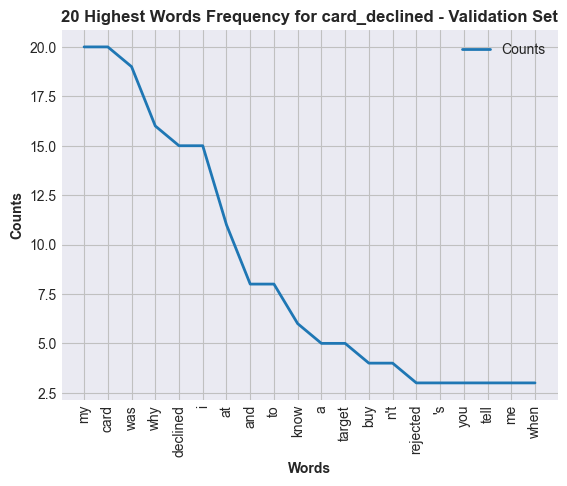 20 Highest Words Frequency for card_declined - Validation Set
Counts
20.0
17.5
15.0
12.5
10.0
7.5
5.0
2.5
Counts
my
card
was
why
declined
i
at
and
to
know
a
target
buy
n't
rejected
's
you
tell
me
when
Words